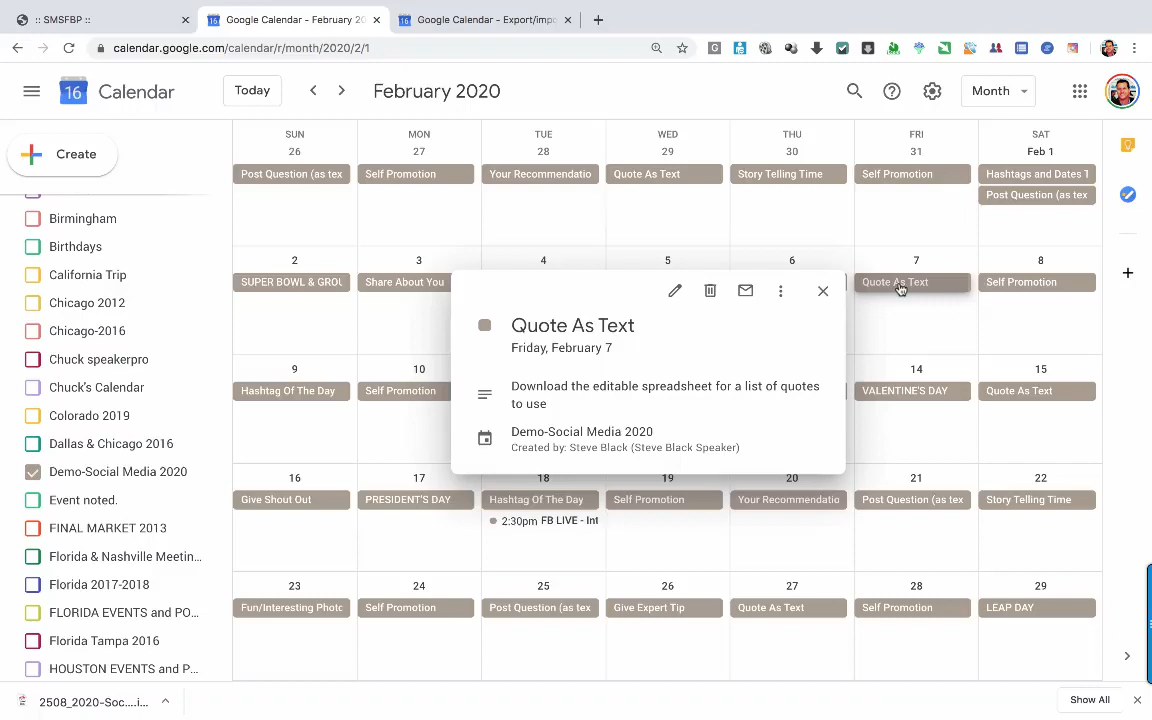 :: SMSFBP ::
Google Calendar - February 20
Google Calendar - Export/impo
calendar.google.com/calendar/r/month/2020/2/1
16 Calendar
Today
February 2020
Month
Create
Birmingham
Birthdays
California Trip
Chicago 2012
Chicago-2016
Chuck speakerpro
Chuck's Calendar
Colorado 2019
Dallas & Chicago 2016
Demo-Social Media 2020
Event noted.
FINAL MARKET 2013
Florida & Nashville Meetin...
Florida 2017-2018
FLORIDA EVENTS and PO...
Florida Tampa 2016
HOUSTON EVENTS and P...
SUN MON TUE WED THU FRI SAT
26 27 28 29 30 31 Feb 1
Post Question (as tex Self Promotion Your Recommendatio Quote As Text Story Telling Time Self Promotion Hashtags and Dates T
Post Question (as tex
2 3 4 5 6 7 8
SUPER BOWL & GROU Share About You Quote As Text Self Promotion
Quote As Text
Friday, February 7
Download the editable spreadsheet for a list of quotes
to use
Demo-Social Media 2020
Created by: Steve Black (Steve Black Speaker)
9 10 14 15
Hashtag Of The Day Self Promotion VALENTINE'S DAY Quote As Text
16 17 18 19 20 21 22
Give Shout Out PRESIDENT'S DAY Hashtag Of The Day Self Promotion Your Recommendatio Post Question (as tex Story Telling Time
2:30pm FB LIVE - Int
23 24 25 26 27 28 29
Fun/Interesting Photo Self Promotion Post Question (as tex Give Expert Tip Quote As Text Self Promotion LEAP DAY
2508_2020-Soc....i...
Show All